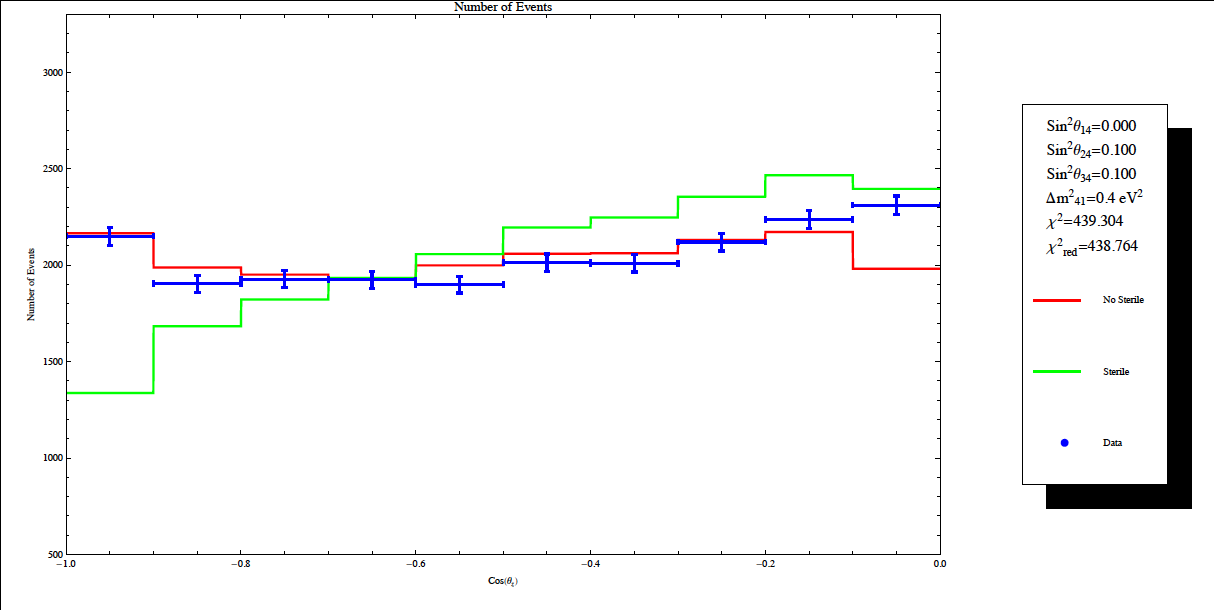 Number of Events
3000
2500
2000
1500
1000
500
Number of Events
−1.0 −0.8 −0.6 −0.4 −0.2 0.0
Cos(θz)
Sin²θ₁₄=0.000
Sin²θ₂₄=0.100
Sin²θ₃₄=0.100
Δm²₄₁=0.4 eV²
χ²=439.304
χ²red=438.764
No Sterile
Sterile
Data